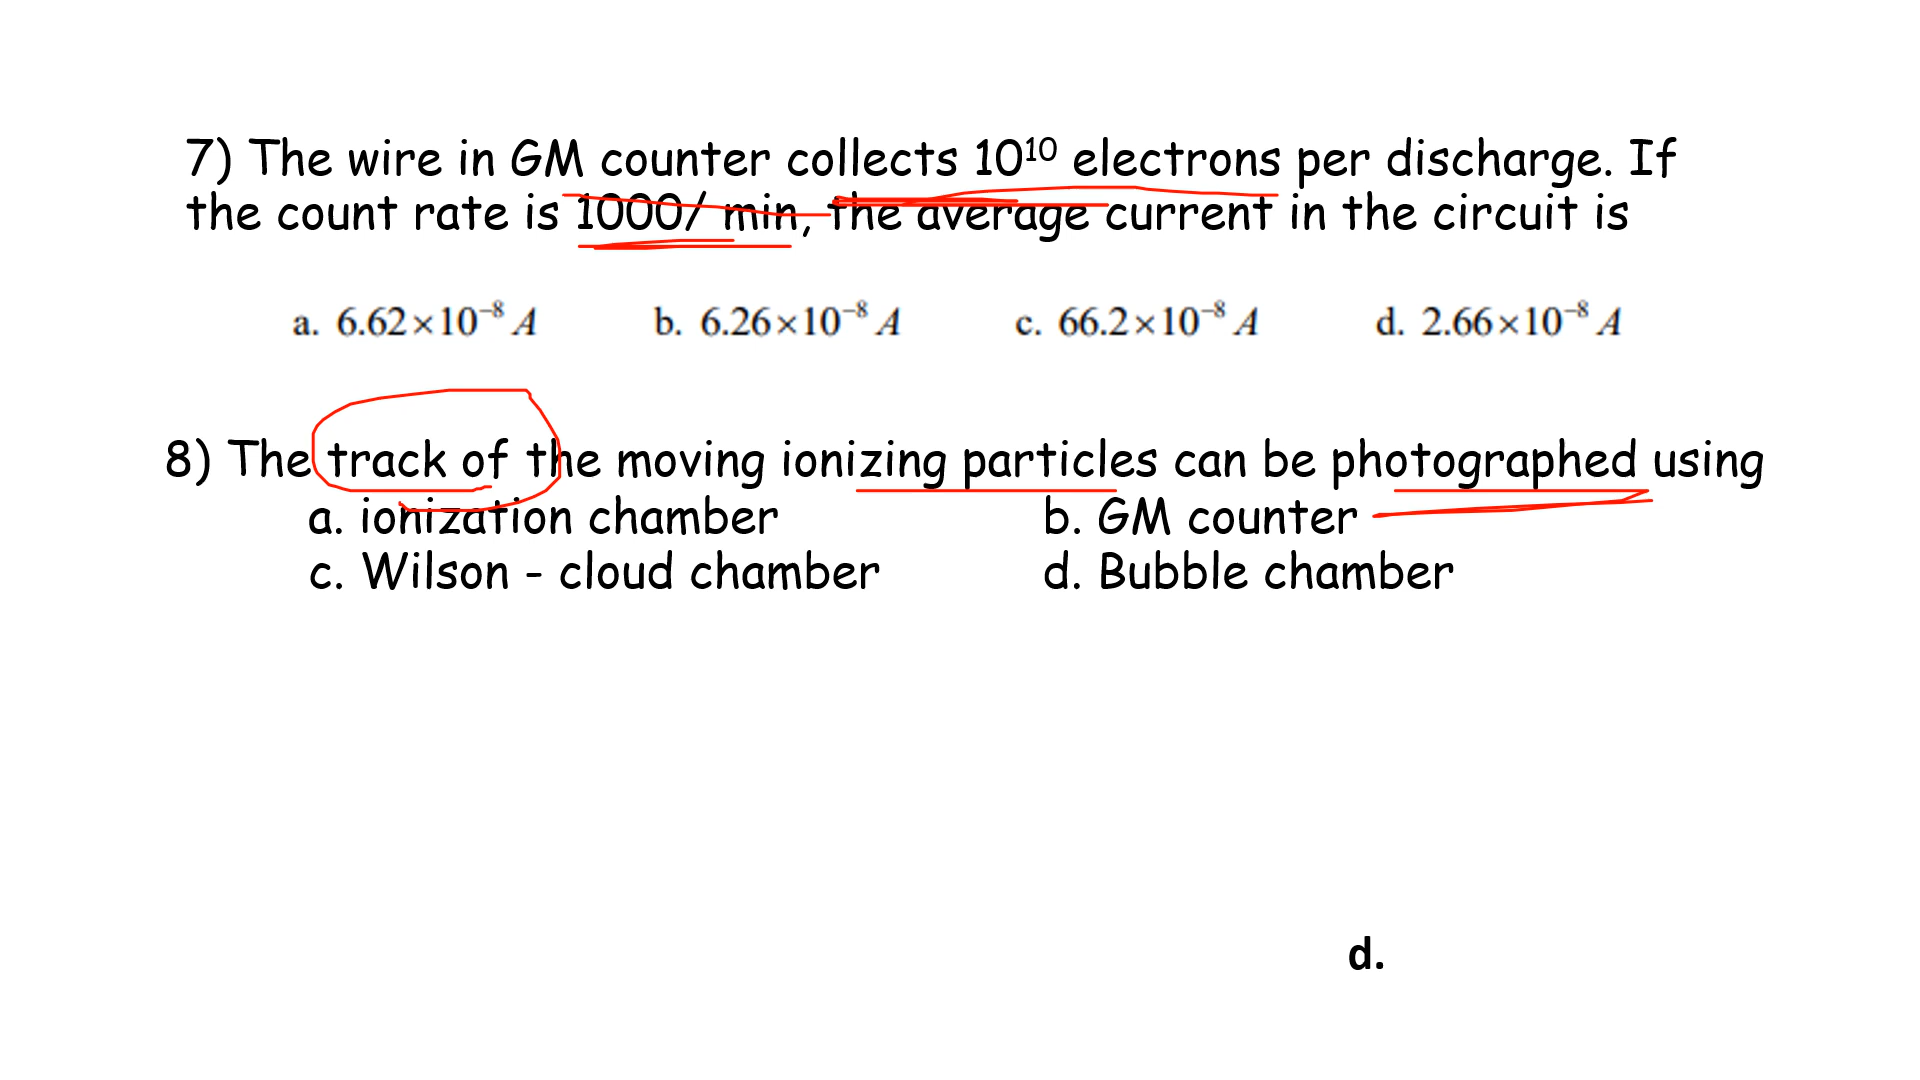 7) The wire in GM counter collects 10¹⁰ electrons per discharge. If
the count rate is 1000/ min, the average current in the circuit is
a. 6.62×10⁻⁸ A b. 6.26×10⁻⁸ A c. 66.2×10⁻⁸ A d. 2.66×10⁻⁸ A
8) The track of the moving ionizing particles can be photographed using
a. ionization chamber b. GM counter
c. Wilson - cloud chamber d. Bubble chamber
d.